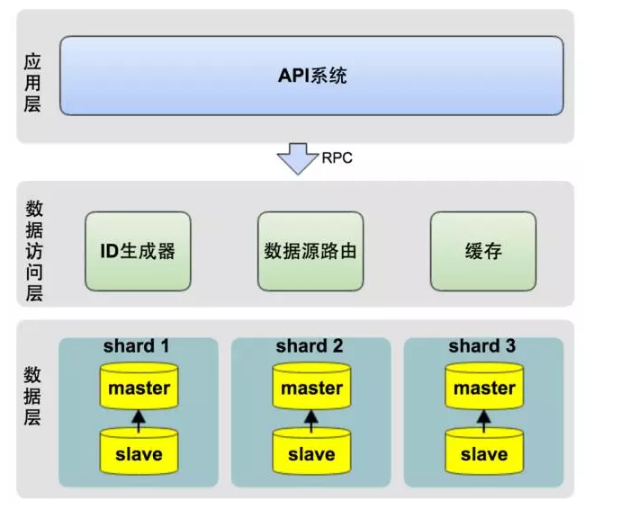 应用层
API系统
RPC
数据访问层
ID生成器
数据源路由
缓存
数据层
shard 1
shard 2
shard 3
master
master
master
slave
slave
slave